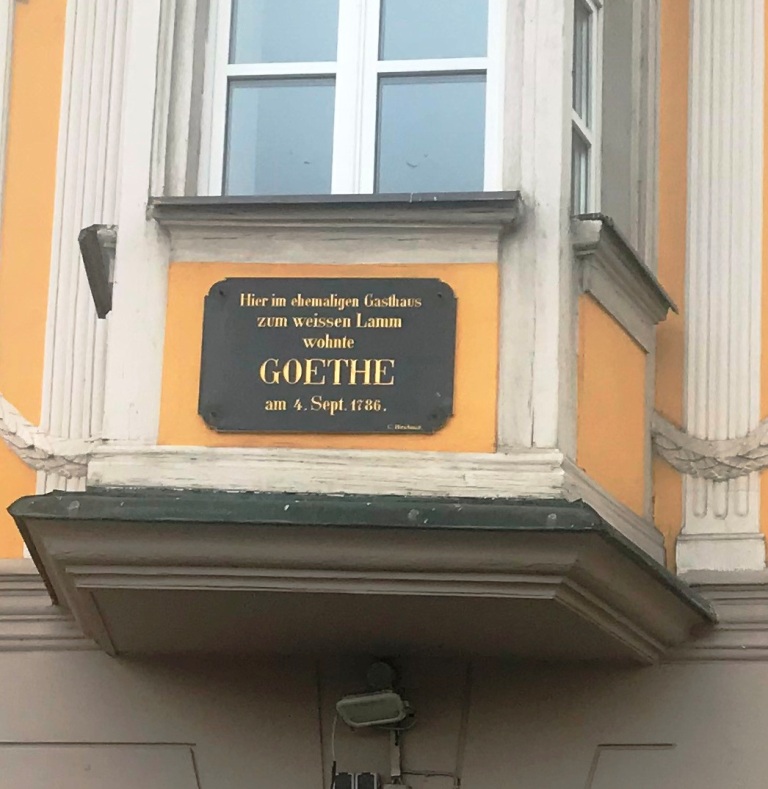 Hier im ehemaligen Gasthaus
zum weissen Lamm
wohnte
GOETHE
am 4. Sept. 1786.